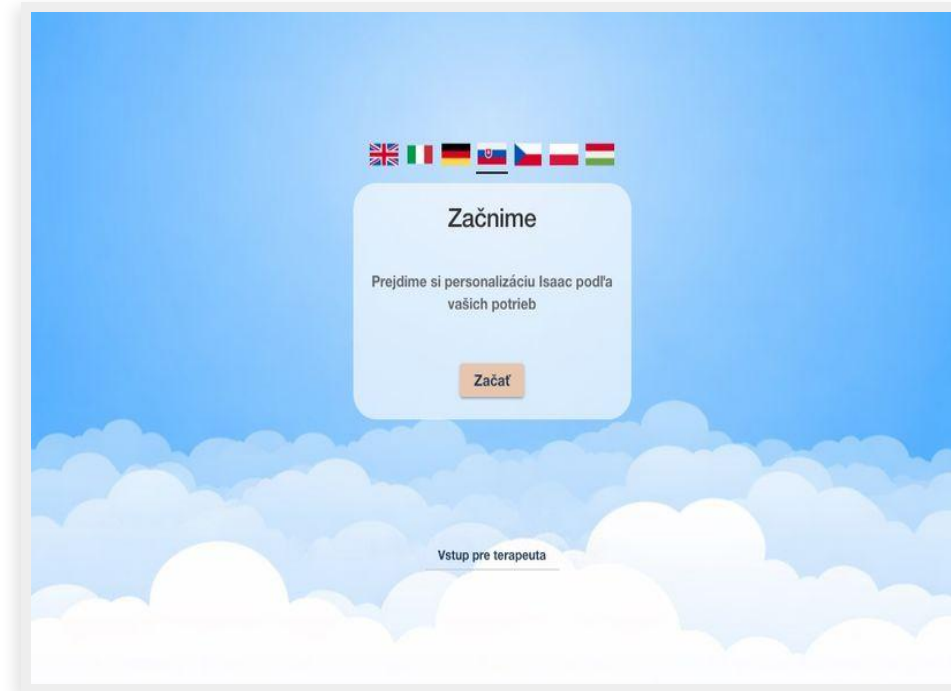 Začnime
Prejdime si personalizáciu Isaac podľa
vašich potrieb
Začať
Vstup pre terapeuta